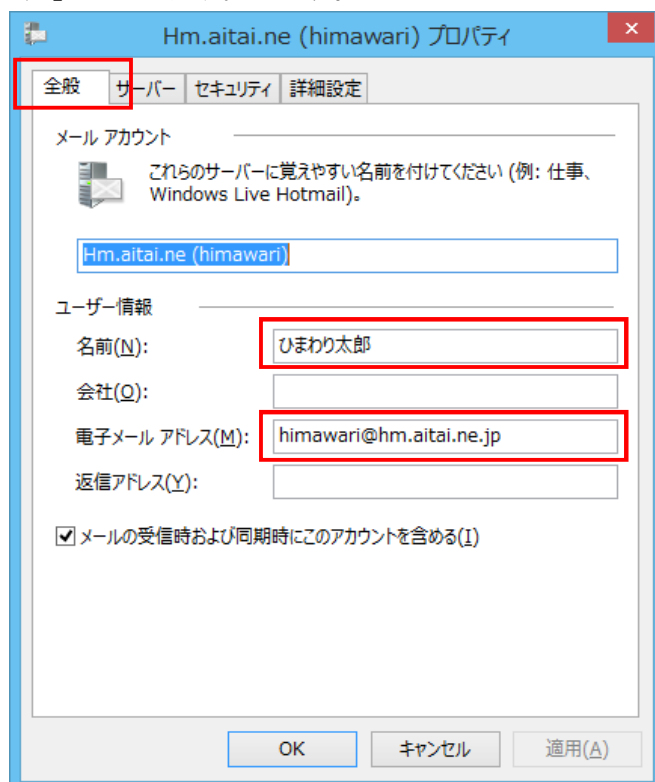 Hm.aitai.ne (himawari) プロパティ
全般 サーバー セキュリティ 詳細設定
メール アカウント
これらのサーバーに覚えやすい名前を付けてください (例: 仕事、
Windows Live Hotmail)。
Hm.aitai.ne (himawari)
ユーザー情報
名前(N): ひまわり太郎
会社(O):
電子メール アドレス(M): himawari@hm.aitai.ne.jp
返信アドレス(Y):
メールの受信時および同期時にこのアカウントを含める(I)
OK キャンセル 適用(A)